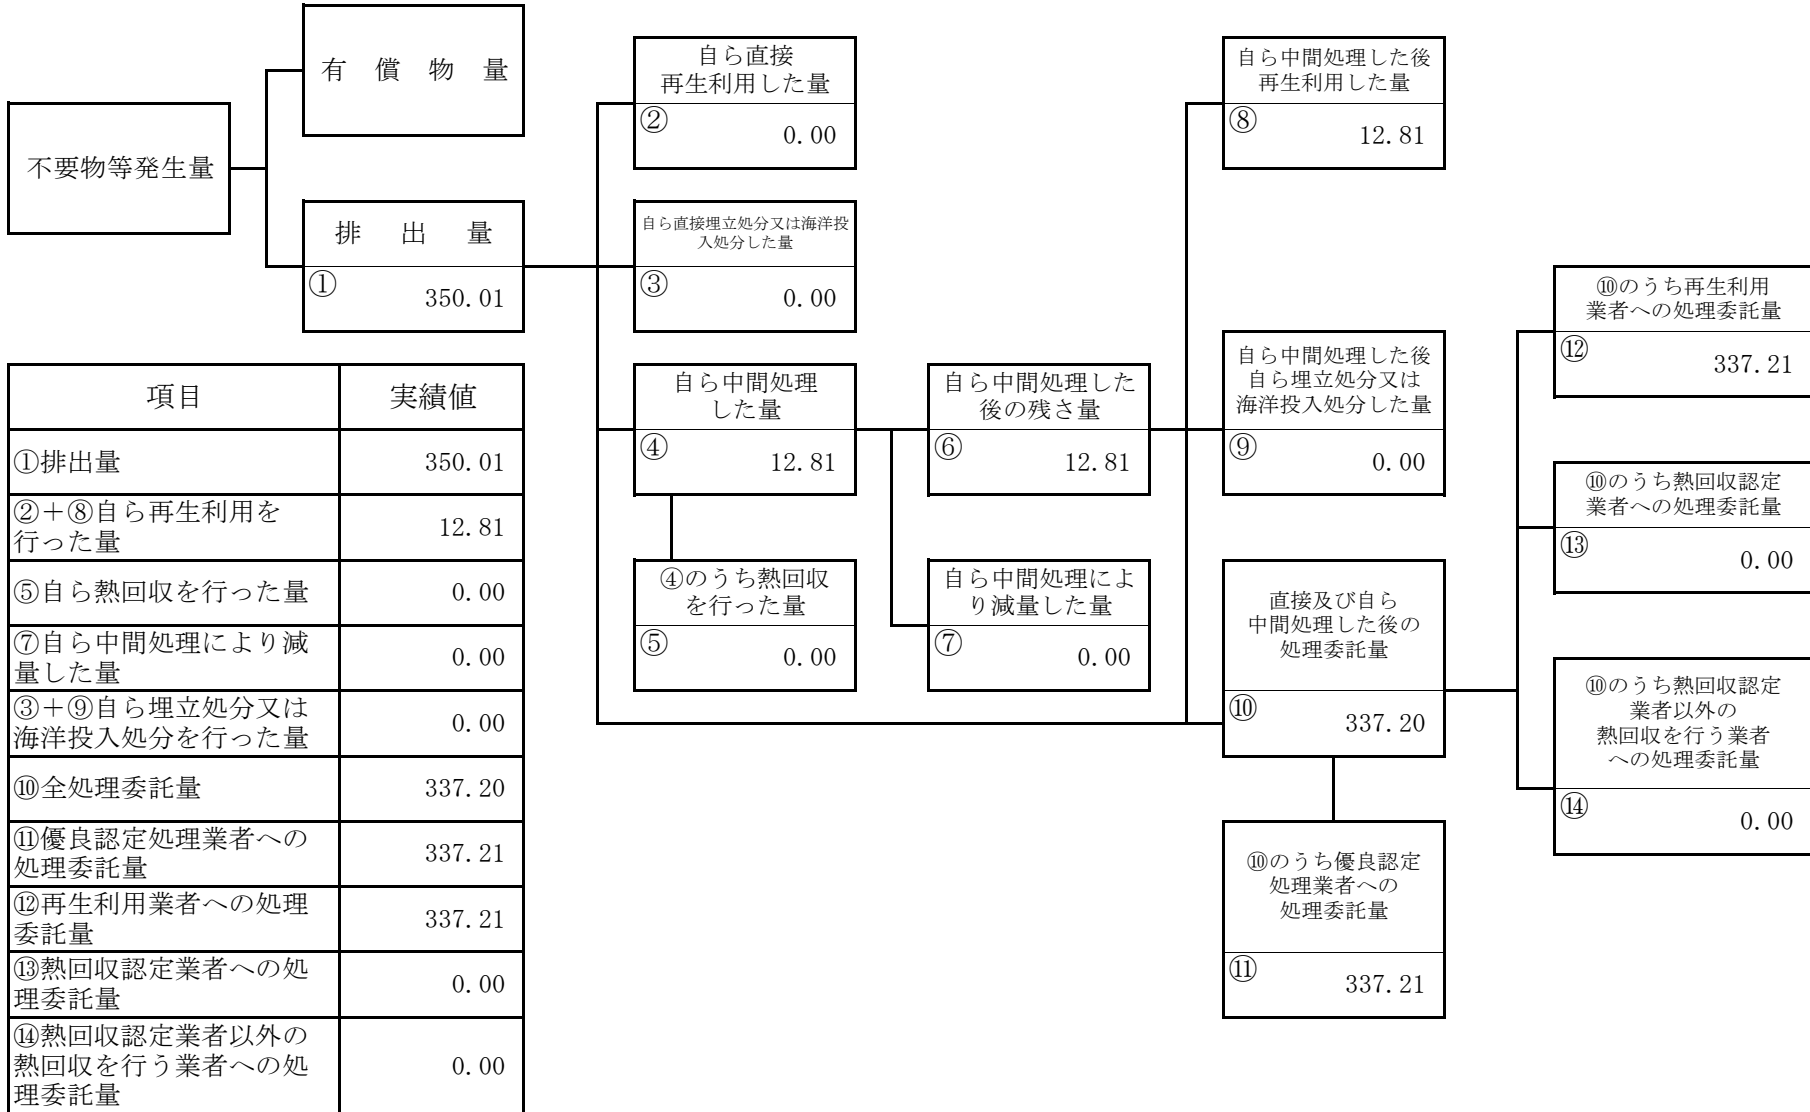 有　償　物　量
不要物等発生量
排　出　量
①
350.01
自ら直接
再生利用した量
②
0.00
自ら直接埋立処分又は海洋投
入処分した量
③
0.00
自ら中間処理
した量
④
12.81
④のうち熱回収
を行った量
⑤
0.00
自ら中間処理した
後の残さ量
⑥
12.81
自ら中間処理によ
り減量した量
⑦
0.00
自ら中間処理した後
再生利用した量
⑧
12.81
自ら中間処理した後
自ら埋立処分又は
海洋投入処分した量
⑨
0.00
直接及び自ら
中間処理した後の
処理委託量
⑩
337.20
⑩のうち優良認定
処理業者への
処理委託量
⑪
337.21
⑩のうち再生利用
業者への処理委託量
⑫
337.21
⑩のうち熱回収認定
業者への処理委託量
⑬
0.00
⑩のうち熱回収認定
業者以外の
熱回収を行う業者
への処理委託量
⑭
0.00
項目 実績値
①排出量 350.01
②＋⑧自ら再生利用を
行った量 12.81
⑤自ら熱回収を行った量 0.00
⑦自ら中間処理により減
量した量 0.00
③＋⑨自ら埋立処分又は
海洋投入処分を行った量 0.00
⑩全処理委託量 337.20
⑪優良認定処理業者への
処理委託量 337.21
⑫再生利用業者への処理
委託量 337.21
⑬熱回収認定業者への処
理委託量 0.00
⑭熱回収認定業者以外の
熱回収を行う業者への処
理委託量 0.00